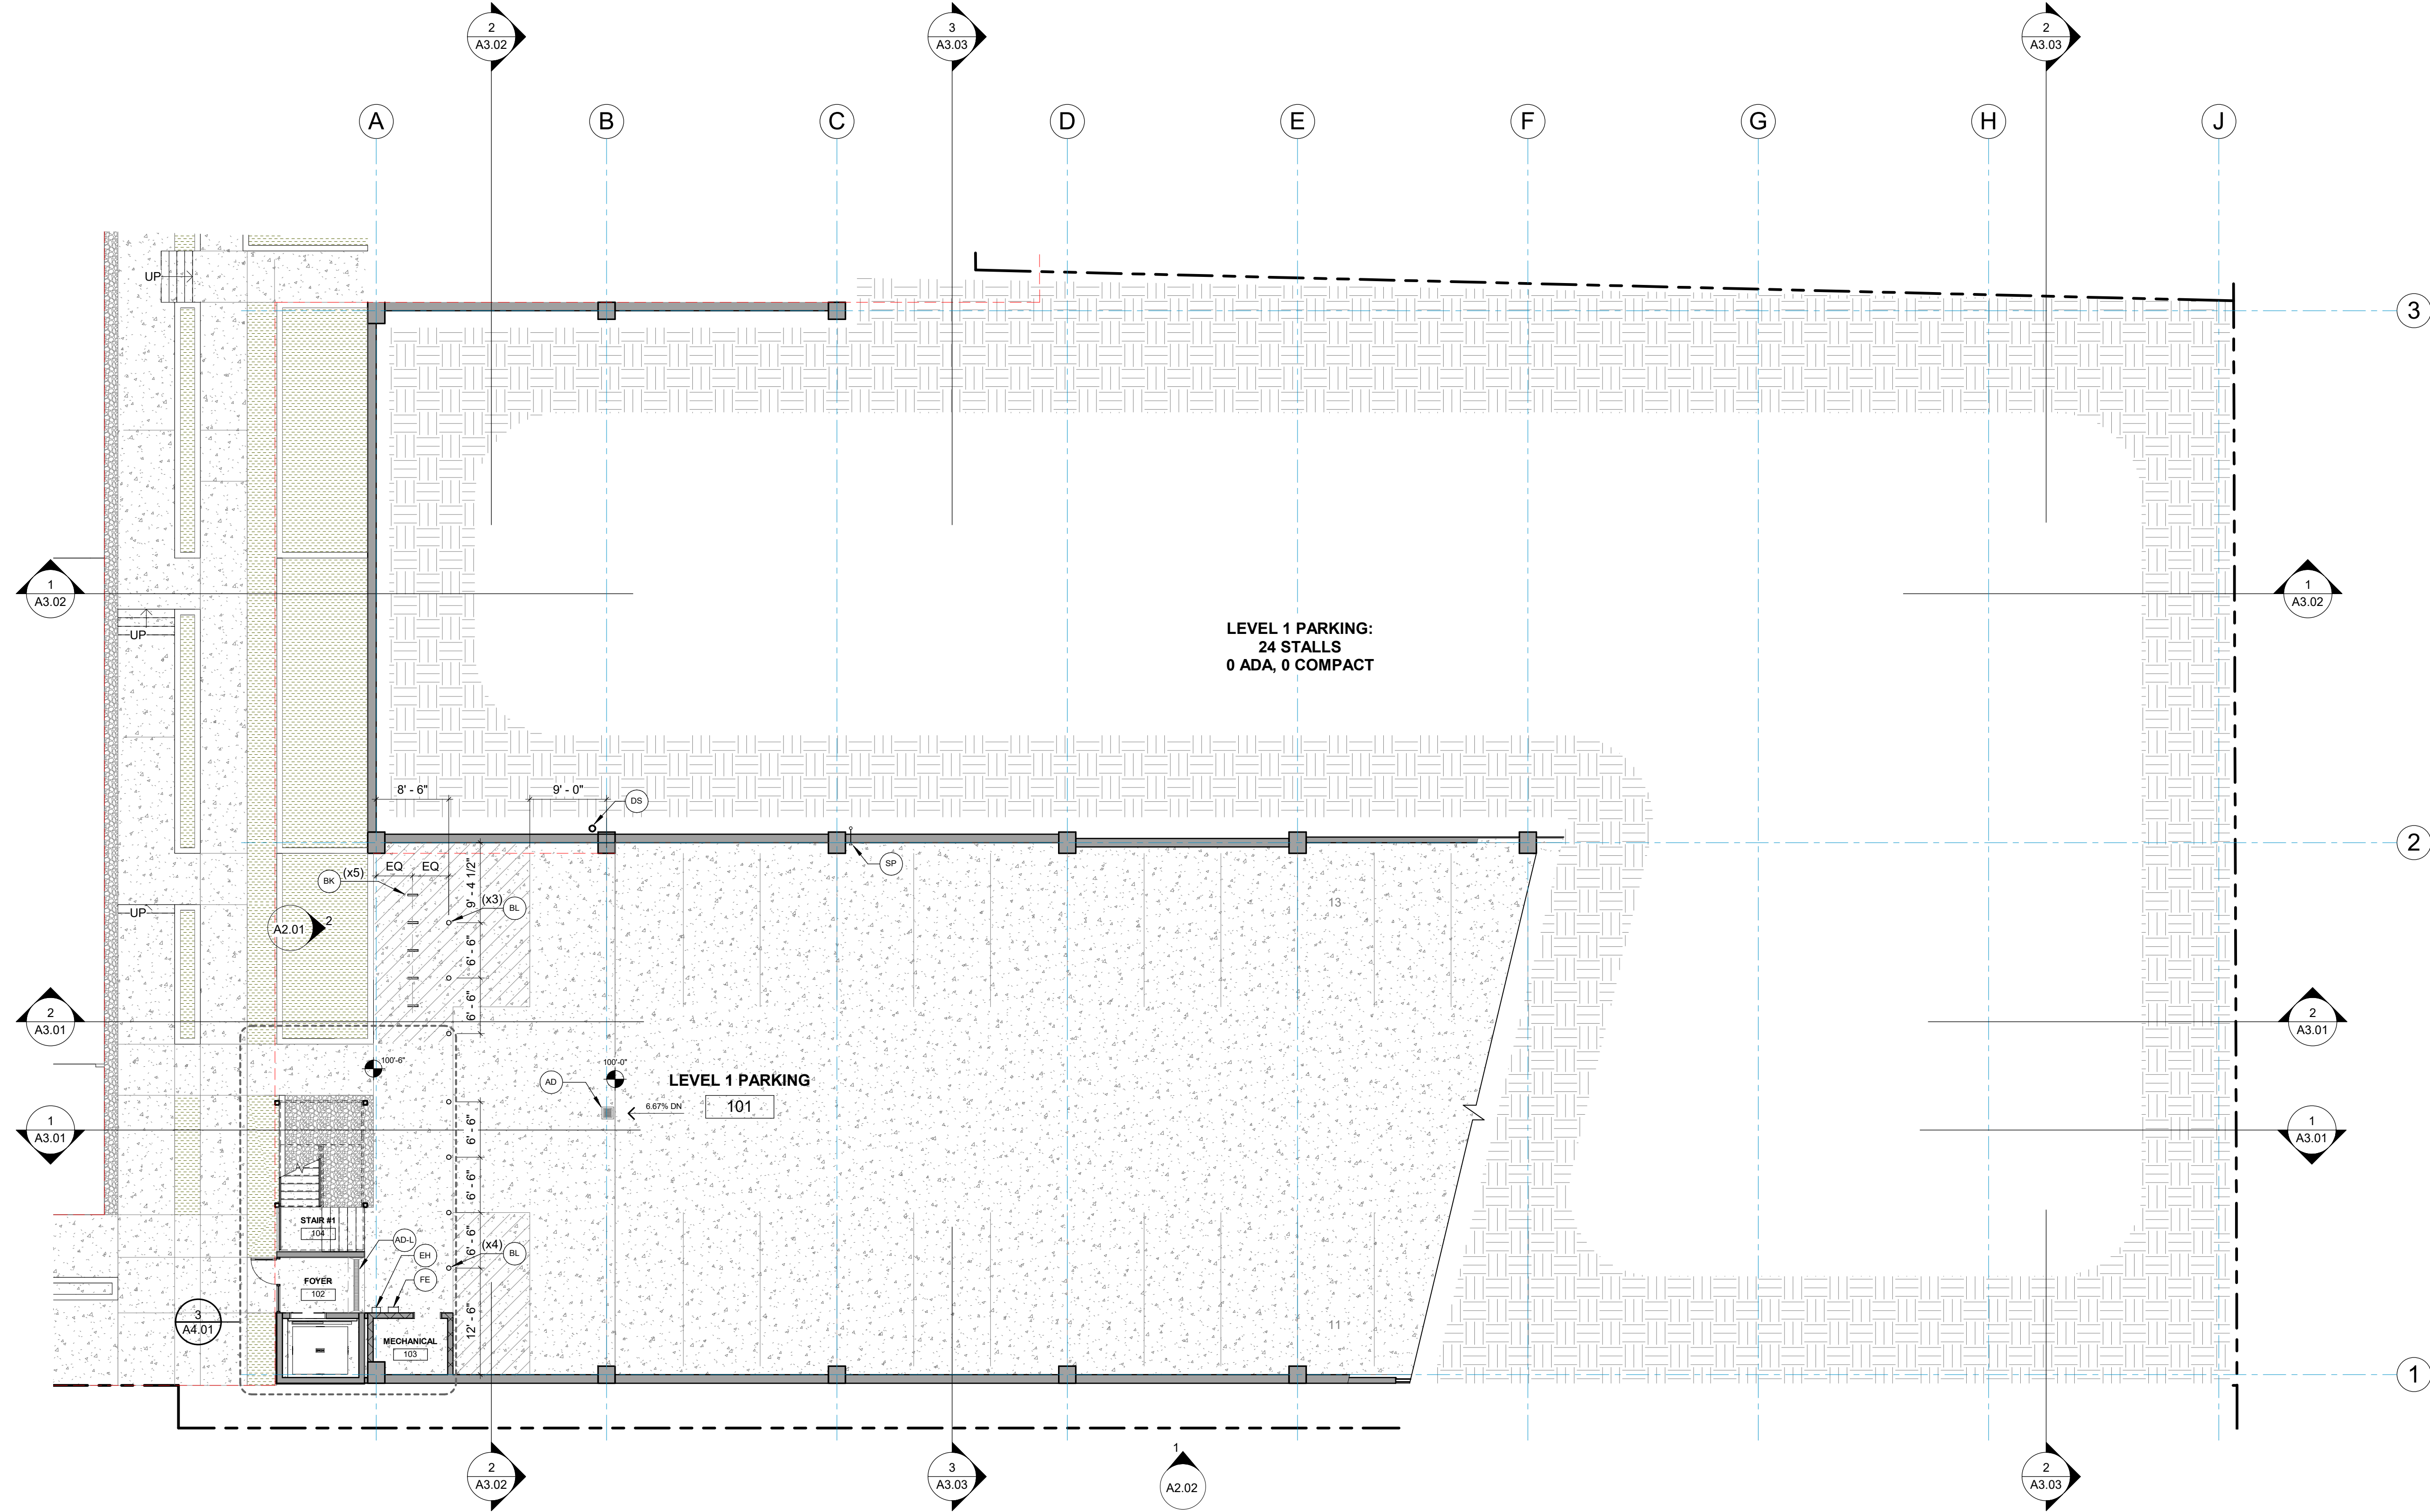 2
A3.02
3
A3.03
2
A3.03
A
B
C
D
E
F
G
H
J
UP
3
1
A3.02
UP
1
A3.02
LEVEL 1 PARKING:
24 STALLS
0 ADA, 0 COMPACT
8' - 6"
9' - 0"
DS
2
EQ
EQ
SP
BK
(x5)
9' - 4 1/2"
(x3)
BL
13
UP
A2.01
2
6' - 6"
6' - 6"
2
A3.01
2
A3.01
100'-6"
100'-0"
AD
LEVEL 1 PARKING
101
6.67% DN
1
A3.01
1
A3.01
6' - 6"
6' - 6"
STAIR #1
104
AD-L
EH
FE
6' - 6"
(x4)
BL
FOYER
102
3
A4.01
12' - 6"
11
MECHANICAL
103
1
1
A2.02
2
A3.02
3
A3.03
2
A3.03